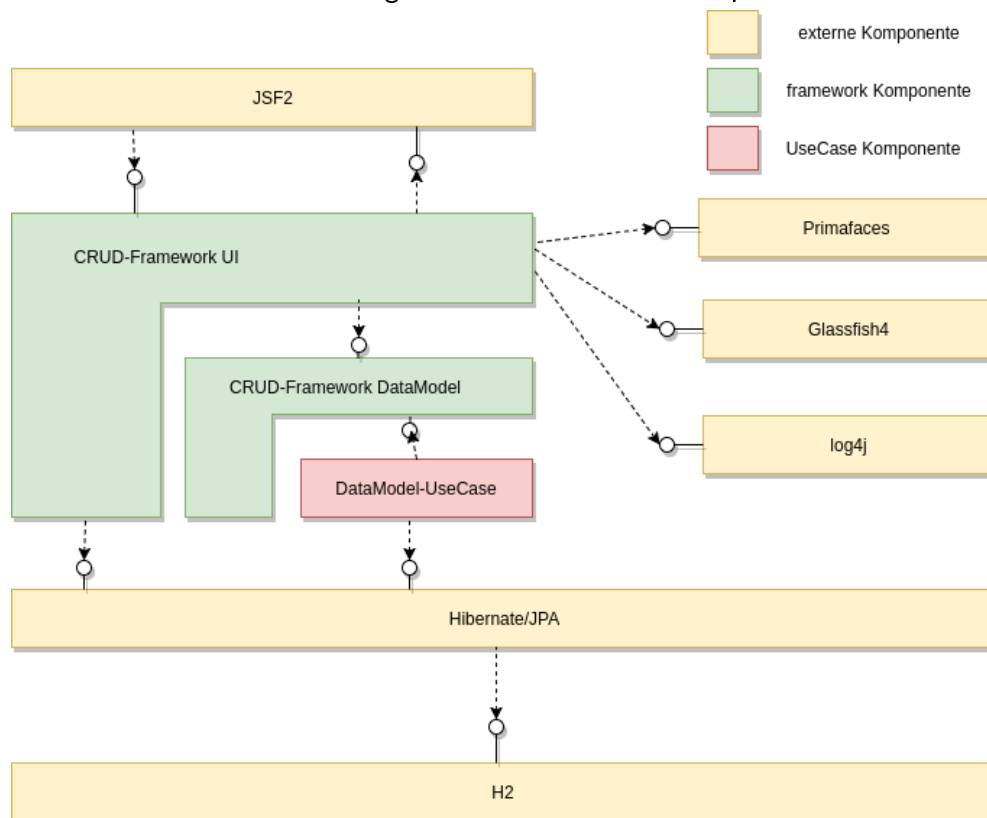 externe Komponente
JSF2
framework Komponente
UseCase Komponente
Primafaces
CRUD-Framework UI
Glassfish4
CRUD-Framework DataModel
log4j
DataModel-UseCase
Hibernate/JPA
H2